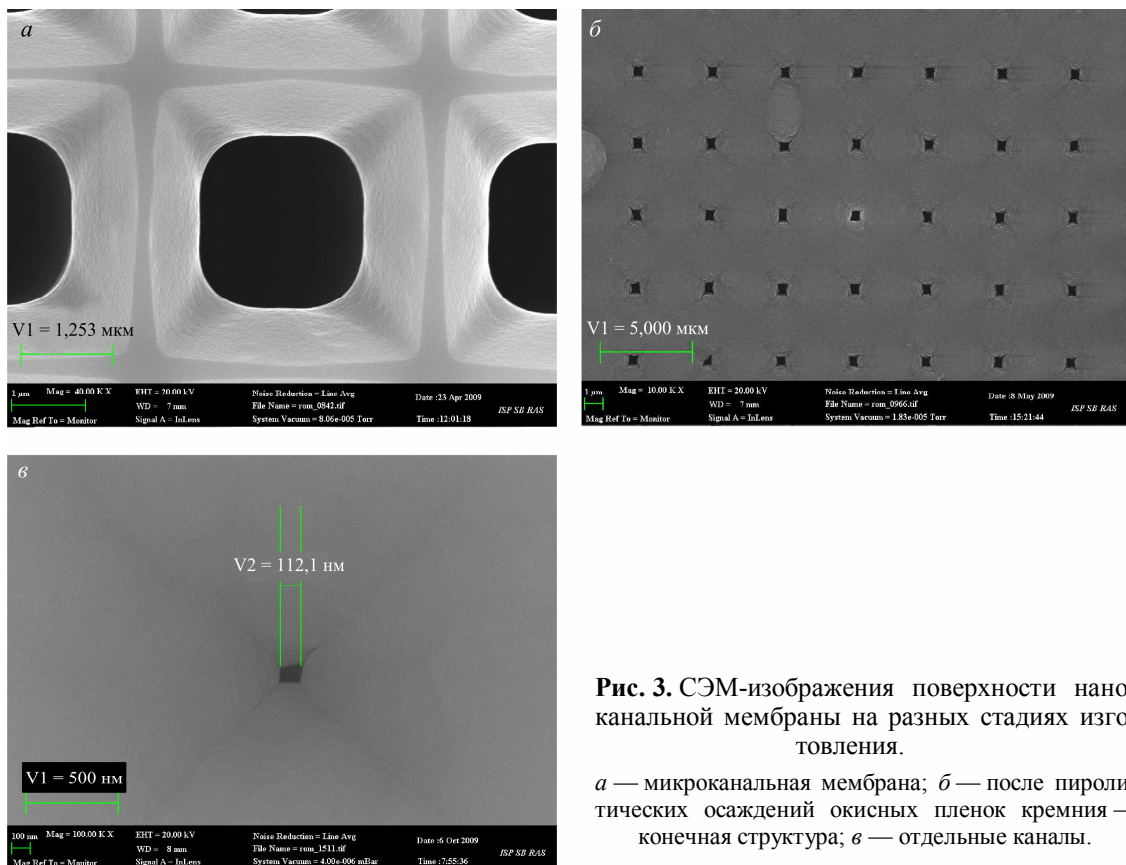 а
V1 = 1,253 мкм
1 µm Mag = 40.00 K X EHT = 20.00 kV Noise Reduction = Line Avg Date :23 Apr 2009
WD = 7 mm File Name = rom_0842.tif ISP SB RAS
Mag Ref To = Monitor Signal A = InLens System Vacuum = 8.06e-005 Torr Time :12:01:18
б
V1 = 5,000 мкм
1 µm Mag = 10.00 K X EHT = 20.00 kV Noise Reduction = Line Avg Date :8 May 2009
WD = 7 mm File Name = rom_0966.tif ISP SB RAS
Mag Ref To = Monitor Signal A = InLens System Vacuum = 1.83e-005 Torr Time :15:21:44
в
V2 = 112,1 нм
V1 = 500 нм
100 nm Mag = 100.00 K X EHT = 20.00 kV Noise Reduction = Line Avg Date :6 Oct 2009
WD = 8 mm File Name = rom_1511.tif ISP SB RAS
Mag Ref To = Monitor Signal A = InLens System Vacuum = 4.00e-006 mBar Time :7:55:36
Рис. 3. СЭМ-изображения поверхности нано
канальной мембраны на разных стадиях изго
товления.
а — микроканальная мембрана; б — после пироли
тических осаждений окисных пленок кремния –
конечная структура; в — отдельные каналы.